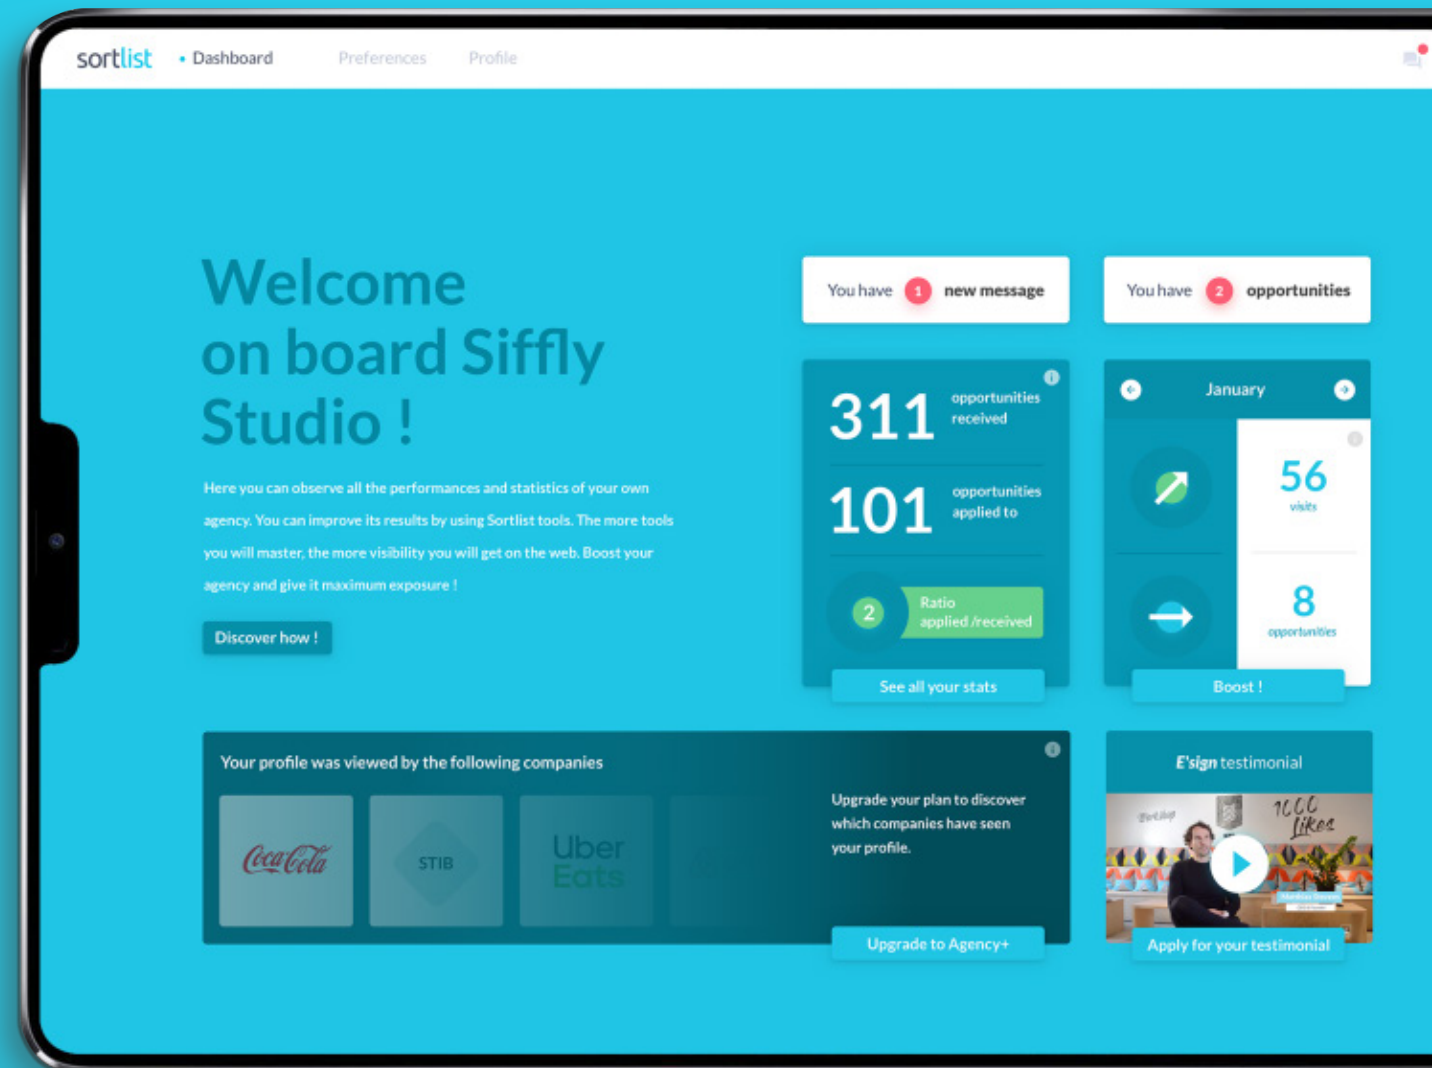 sortlist
Dashboard
Preferences
Profile
Welcome
on board Siffly
Studio !
Here you can observe all the performances and statistics of your own
agency. You can improve its results by using Sortlist tools. The more tools
you will master, the more visibility you will get on the web. Boost your
agency and give it maximum exposure !
Discover how !
You have 1 new message
You have 2 opportunities
311 opportunities
received
101 opportunities
applied to
2
Ratio
applied /received
See all your stats
January
56
visits
8
opportunities
Boost !
Your profile was viewed by the following companies
Coca-Cola
STIB
Uber
Eats
Upgrade your plan to discover
which companies have seen
your profile.
Upgrade to Agency+
E'sign testimonial
1000
likes
Apply for your testimonial